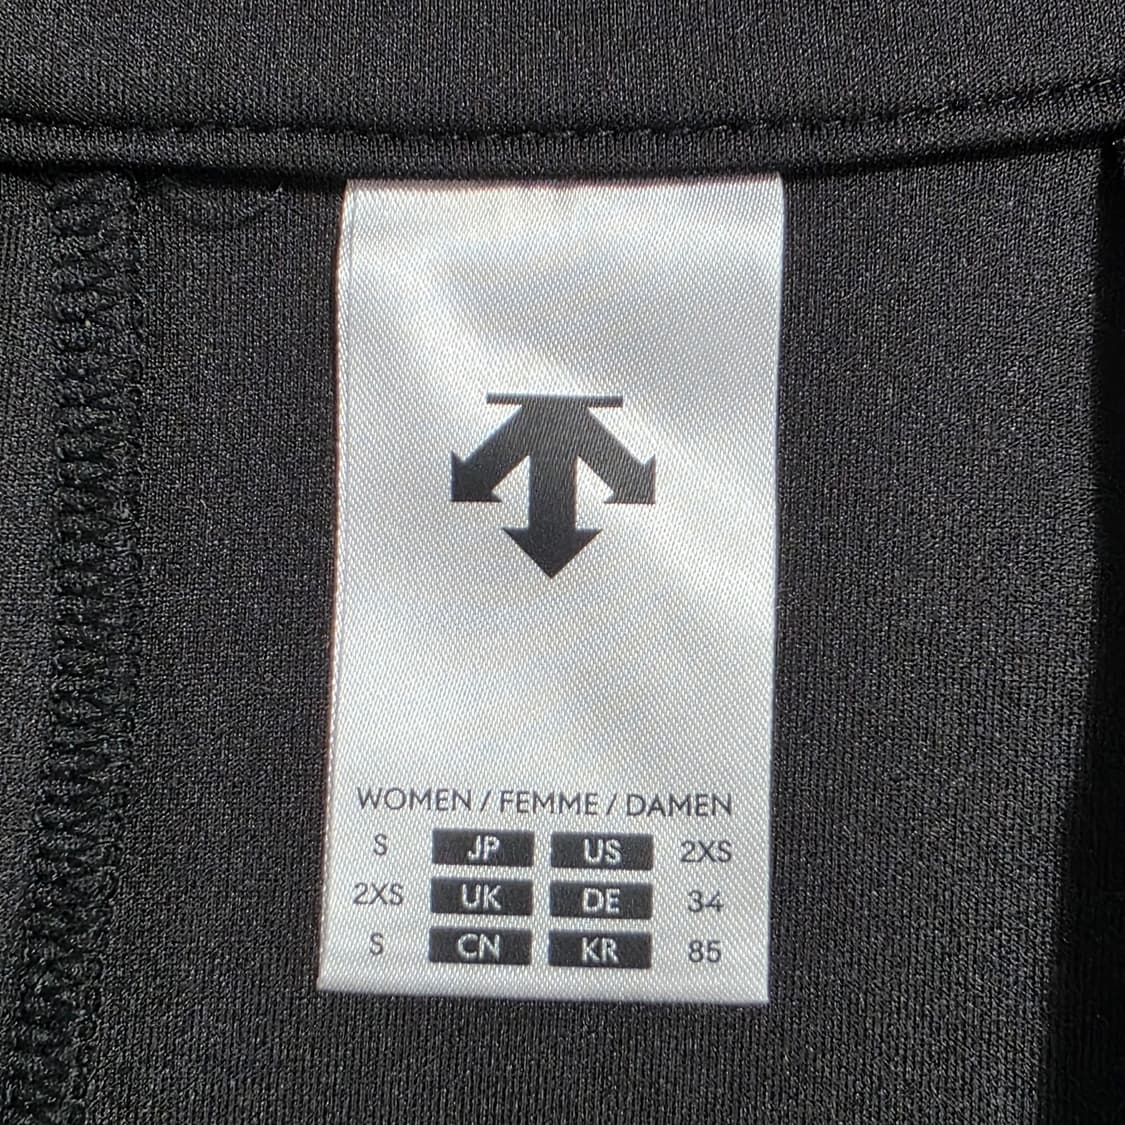 WOMEN / FEMME / DAMEN
S JP US 2XS
2XS UK DE 34
S CN KR 85